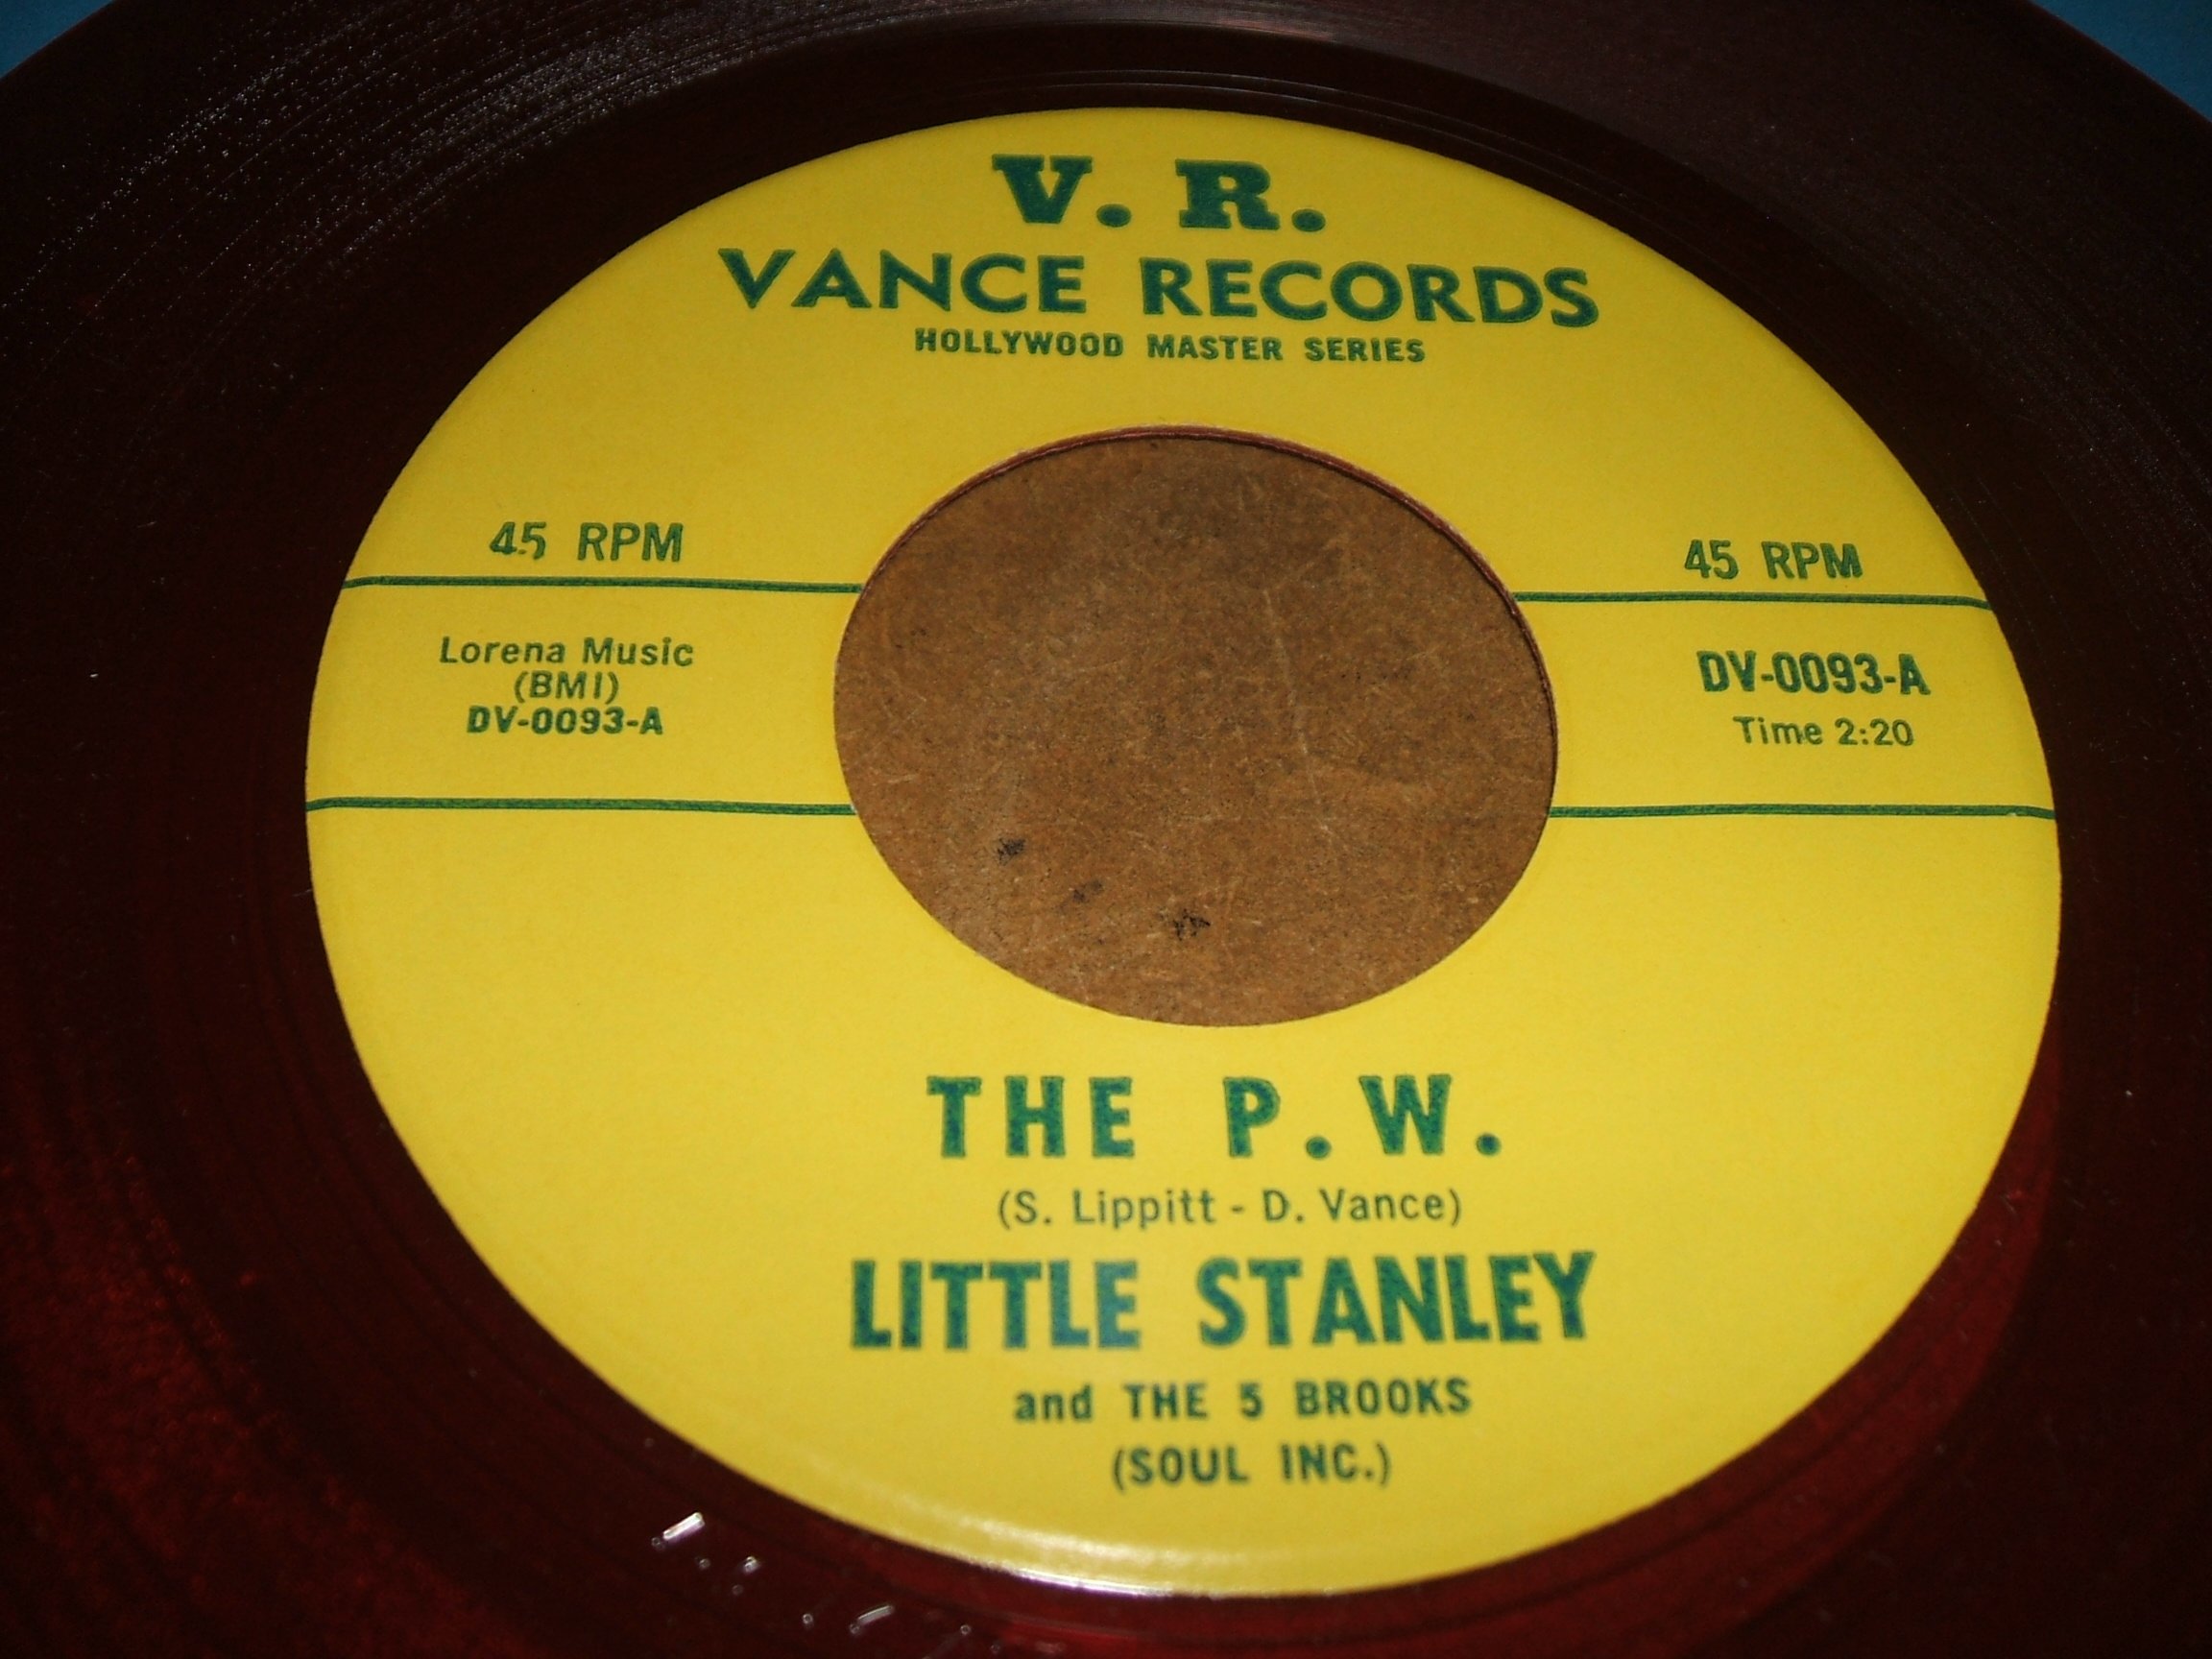 V. R.
VANCE RECORDS
HOLLYWOOD MASTER SERIES
45 RPM
45 RPM
Lorena Music
(BMI)
DV-0093-A
DV-0093-A
Time 2:20
THE P.W.
(S. Lippitt - D. Vance)
LITTLE STANLEY
and THE 5 BROOKS
(SOUL INC.)